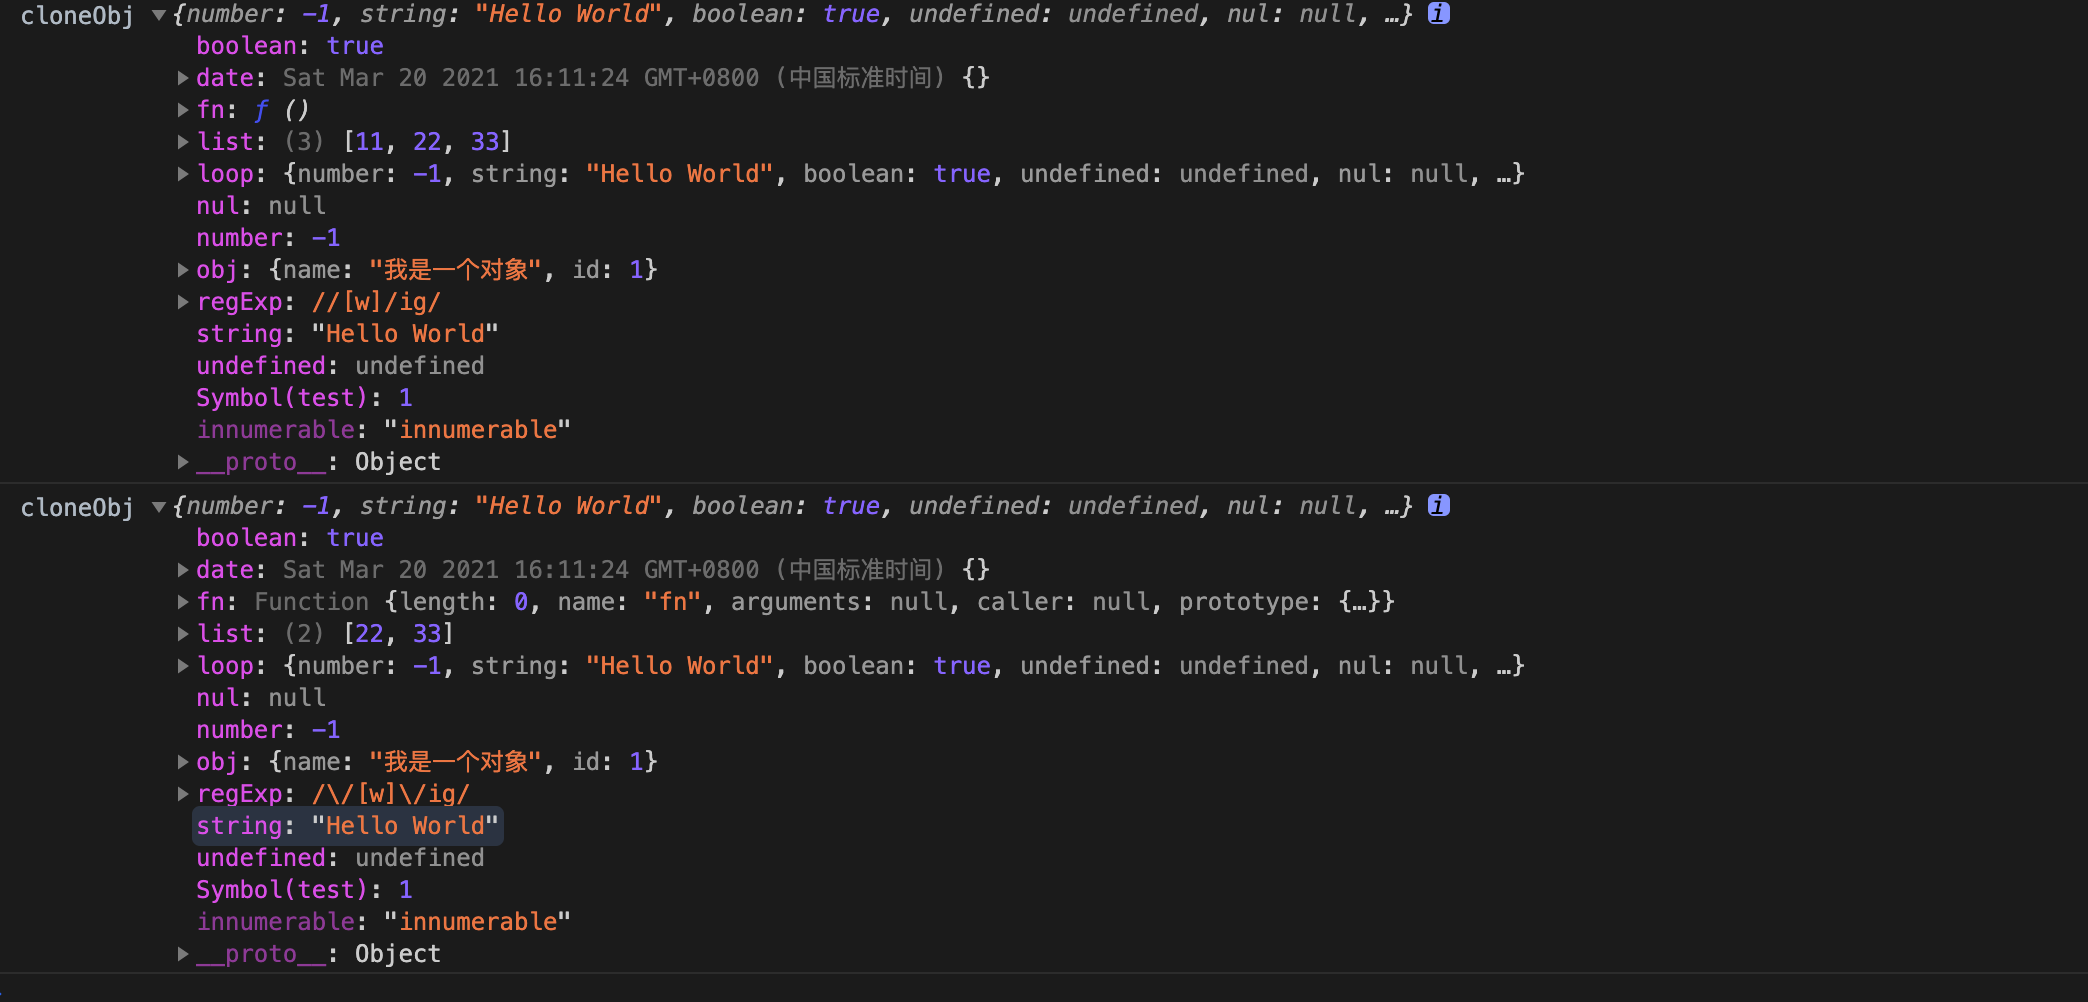 cloneObj ▼{number: -1, string: "Hello World", boolean: true, undefined: undefined, nul: null, …} i
boolean: true
▶date: Sat Mar 20 2021 16:11:24 GMT+0800 (中国标准时间) {}
▶fn: ƒ ()
▶list: (3) [11, 22, 33]
▶loop: {number: -1, string: "Hello World", boolean: true, undefined: undefined, nul: null, …}
nul: null
number: -1
▶obj: {name: "我是一个对象", id: 1}
▶regExp: //[w]/ig/
string: "Hello World"
undefined: undefined
Symbol(test): 1
innumerable: "innumerable"
▶__proto__: Object
cloneObj ▼{number: -1, string: "Hello World", boolean: true, undefined: undefined, nul: null, …} i
boolean: true
▶date: Sat Mar 20 2021 16:11:24 GMT+0800 (中国标准时间) {}
▶fn: Function {length: 0, name: "fn", arguments: null, caller: null, prototype: {…}}
▶list: (2) [22, 33]
▶loop: {number: -1, string: "Hello World", boolean: true, undefined: undefined, nul: null, …}
nul: null
number: -1
▶obj: {name: "我是一个对象", id: 1}
▶regExp: /\/[w]\/ig/
string: "Hello World"
undefined: undefined
Symbol(test): 1
innumerable: "innumerable"
▶__proto__: Object